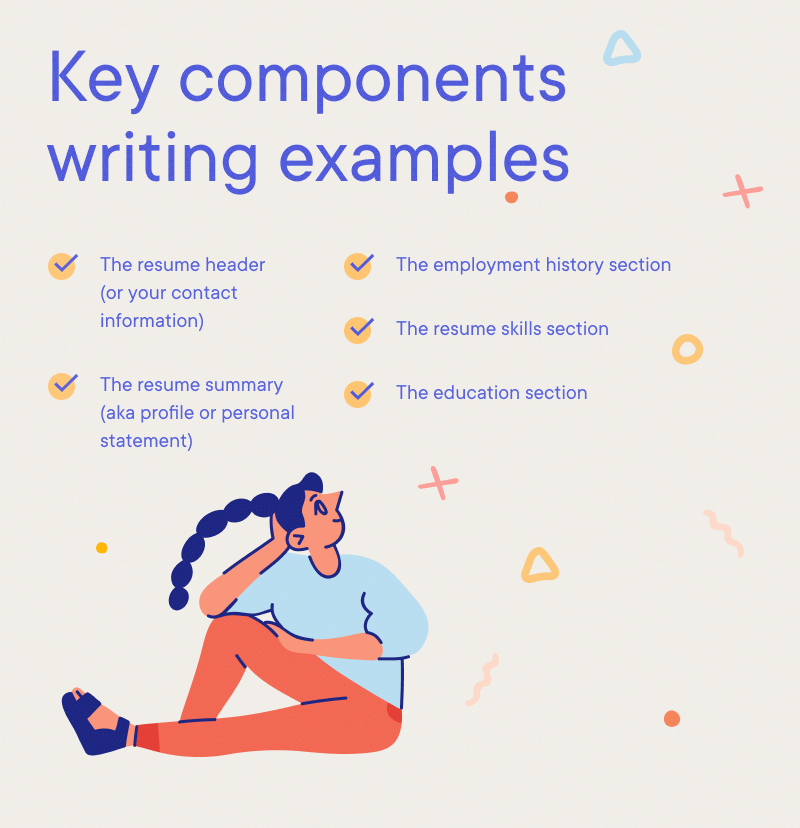 Key components
writing examples
The resume header
(or your contact
information)
The resume summary
(aka profile or personal
statement)
The employment history section
The resume skills section
The education section